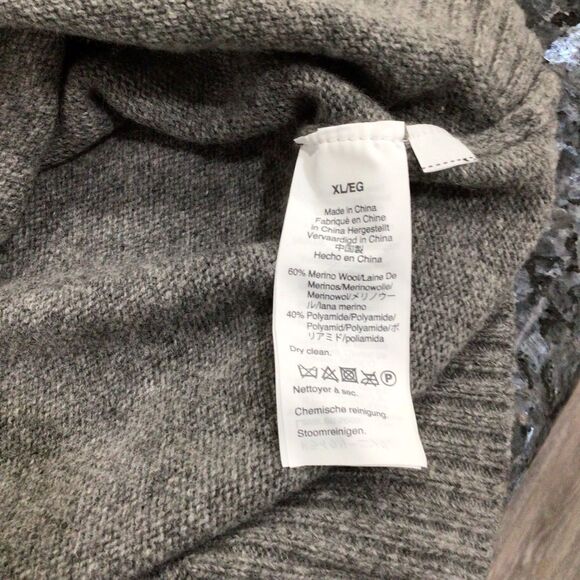 XL/EG
Made in China
Fabriqué en Chine
In China Hergestellt
Vervaardigd in China
中国製
Hecho en China
60% Merino Wool/Laine De
Merinos/Merinowolle/
Merinowol/メリノウー
ル/lana merino
40% Polyamide/Polyamide/
Polyamid/Polyamide/ポ
リアミド/poliamida
Dry clean.
P
Nettoyer à sec.
Chemische reinigung.
Stoomreinigen.